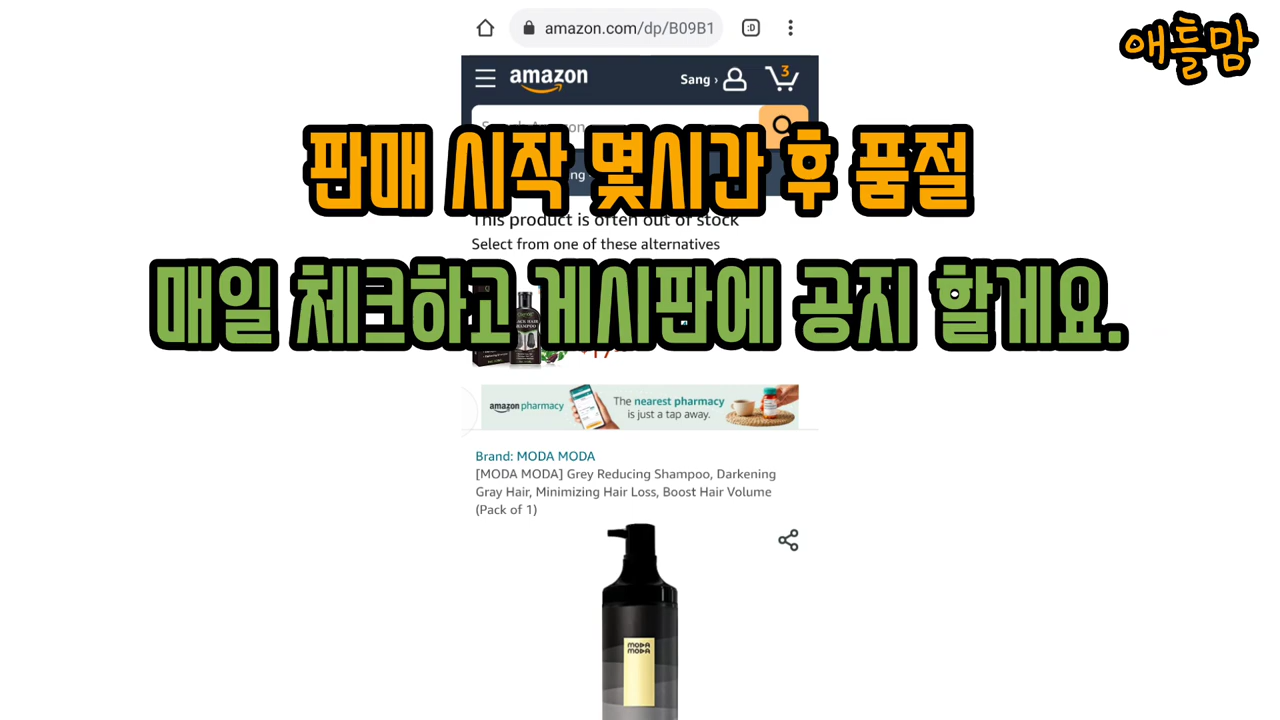 amazon.com/dp/B09B1
:D
애틀맘
amazon
Sang ›
3
판매 시작 몇시간 후 품절
This product is often out of stock
Select from one of these alternatives
매일 체크하고 게시판에 공지 할게요.
amazon pharmacy
The nearest pharmacy
is just a tap away.
Brand: MODA MODA
[MODA MODA] Grey Reducing Shampoo, Darkening
Gray Hair, Minimizing Hair Loss, Boost Hair Volume
(Pack of 1)
MODA
MODA